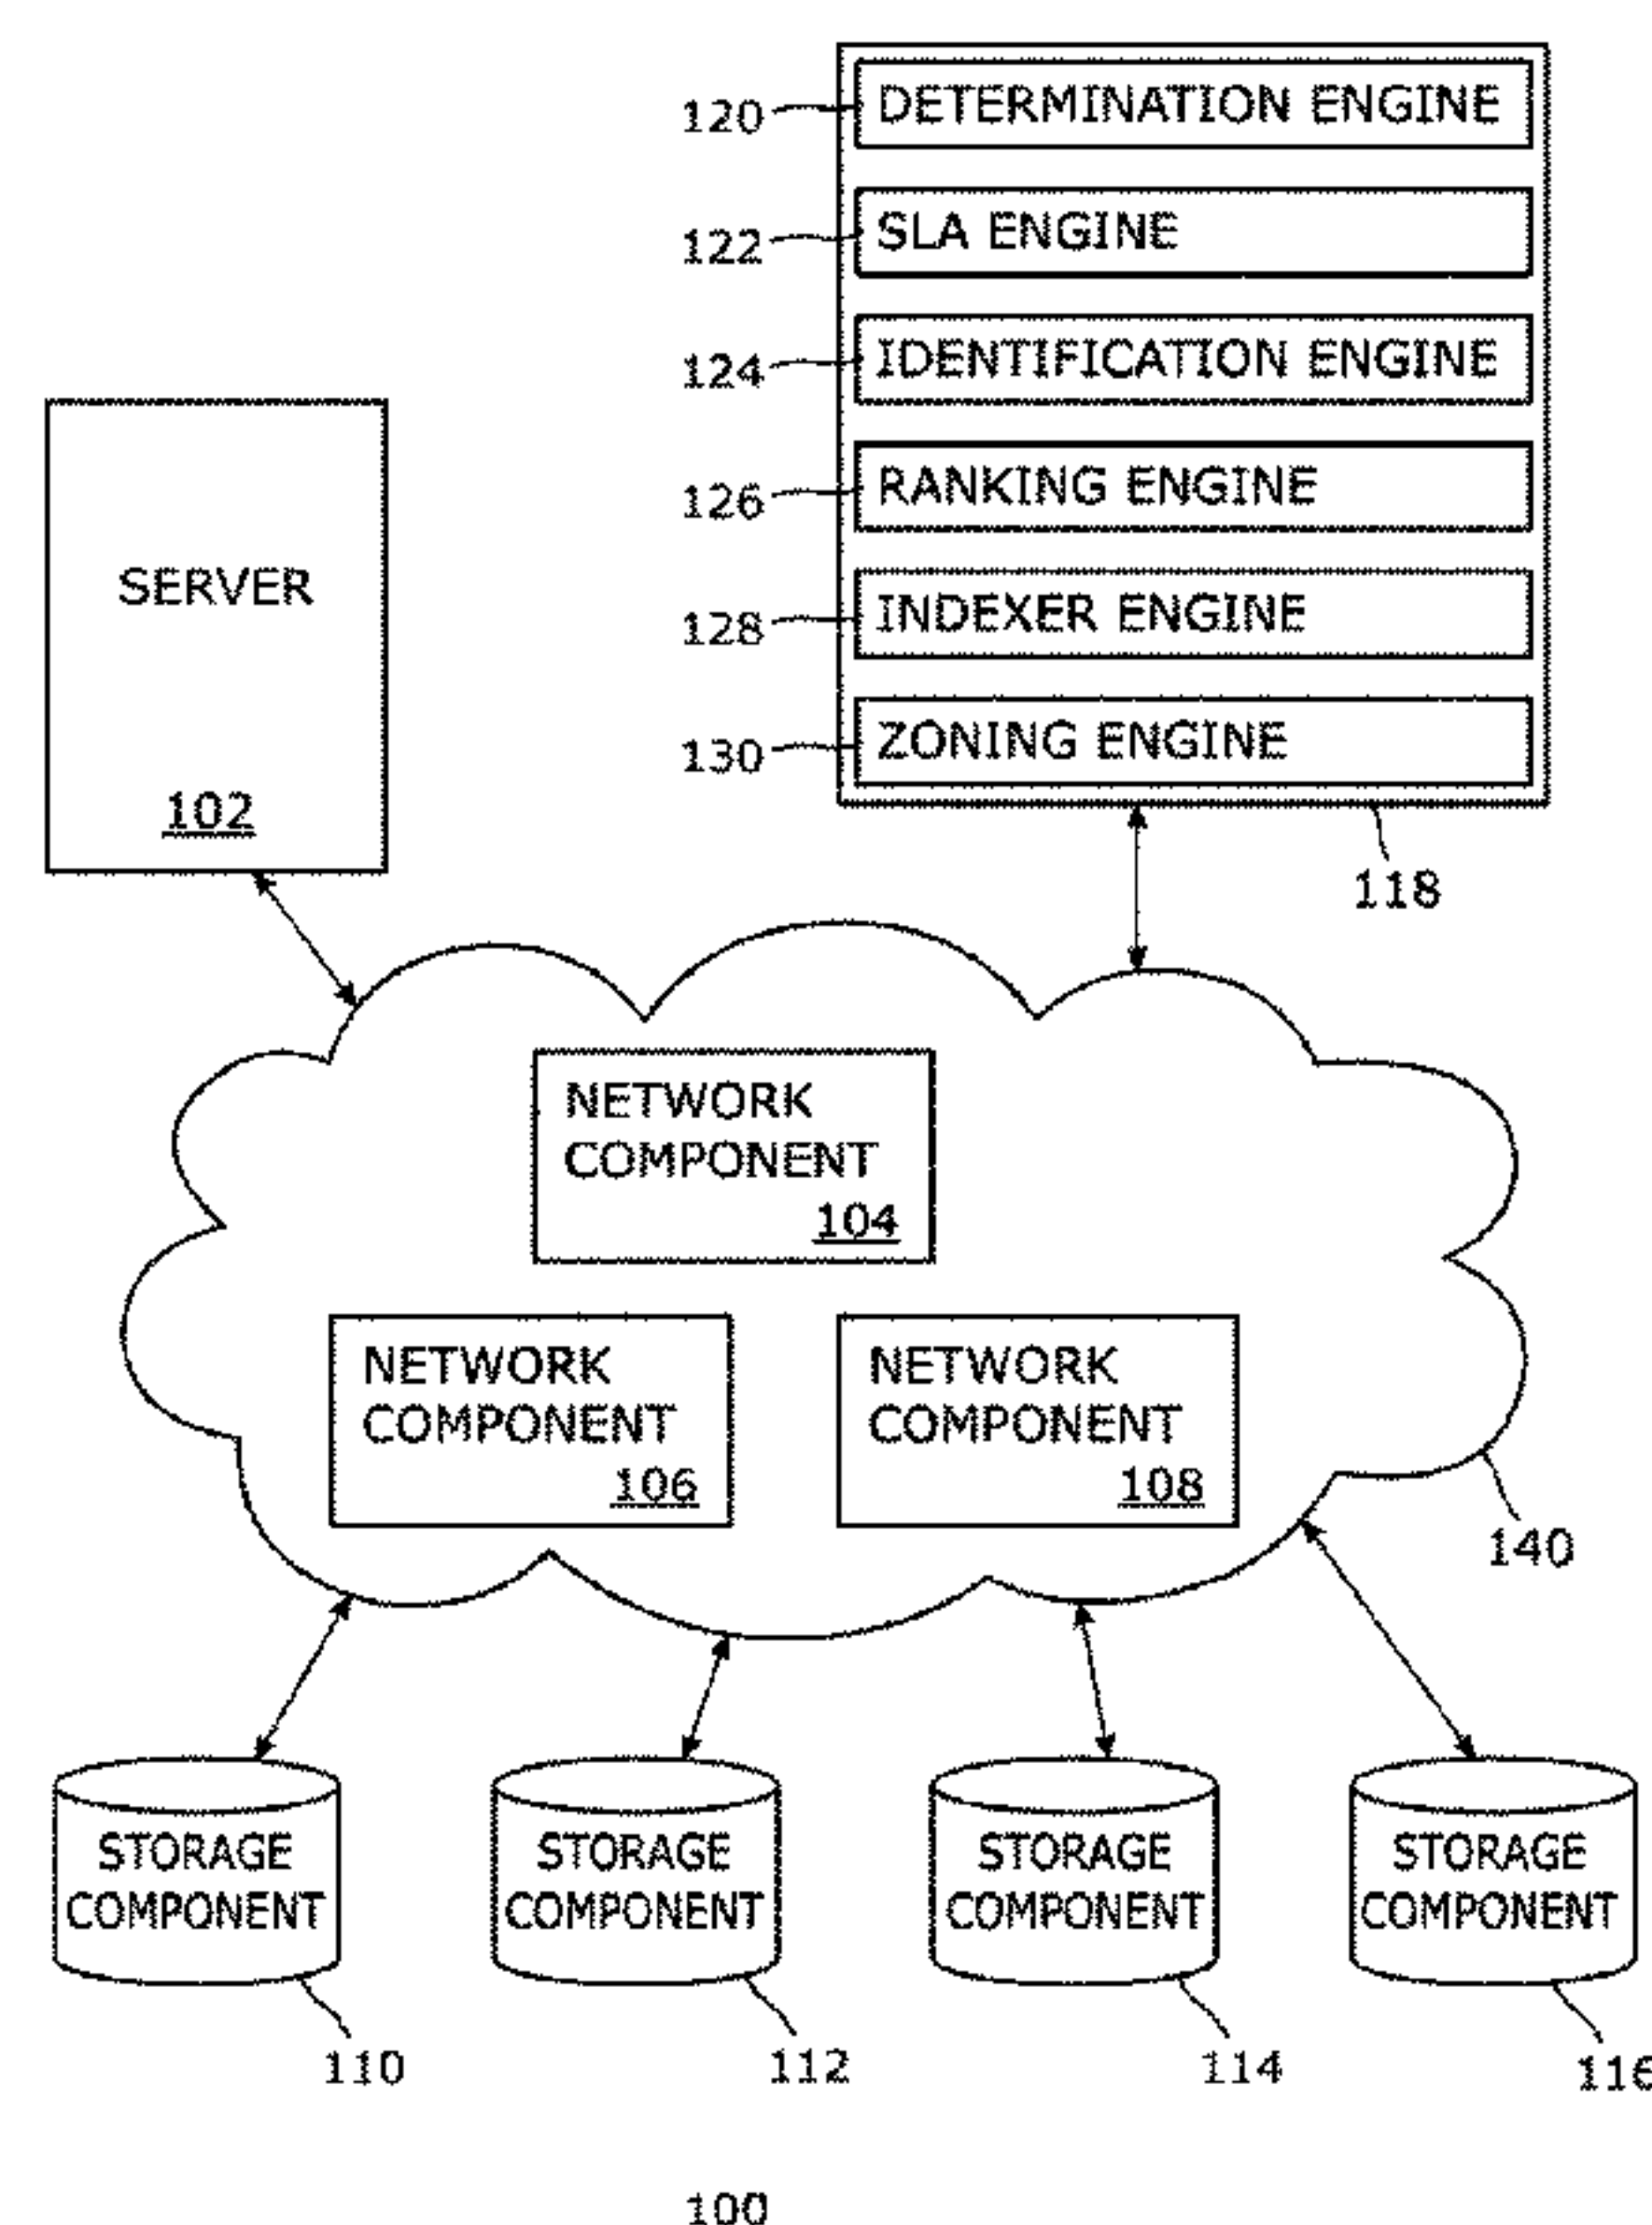 120 DETERMINATION ENGINE
122 SLA ENGINE
124 IDENTIFICATION ENGINE
126 RANKING ENGINE
128 INDEXER ENGINE
130 ZONING ENGINE
118
SERVER
102
NETWORK
COMPONENT
104
NETWORK
COMPONENT
106
NETWORK
COMPONENT
108
140
STORAGE
COMPONENT
110
STORAGE
COMPONENT
112
STORAGE
COMPONENT
114
STORAGE
COMPONENT
116
100